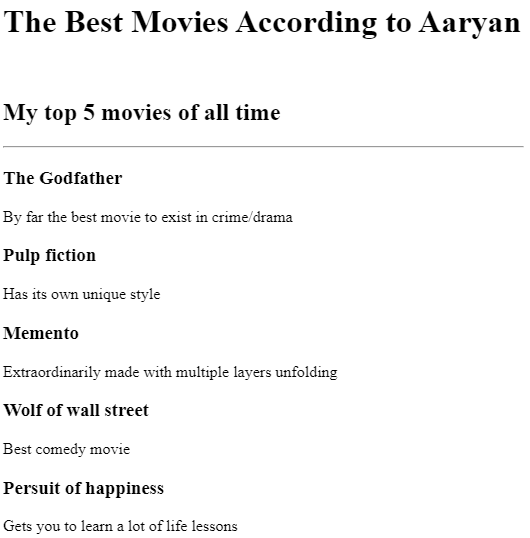 The Best Movies According to Aaryan
My top 5 movies of all time
The Godfather
By far the best movie to exist in crime/drama
Pulp fiction
Has its own unique style
Memento
Extraordinarily made with multiple layers unfolding
Wolf of wall street
Best comedy movie
Persuit of happiness
Gets you to learn a lot of life lessons